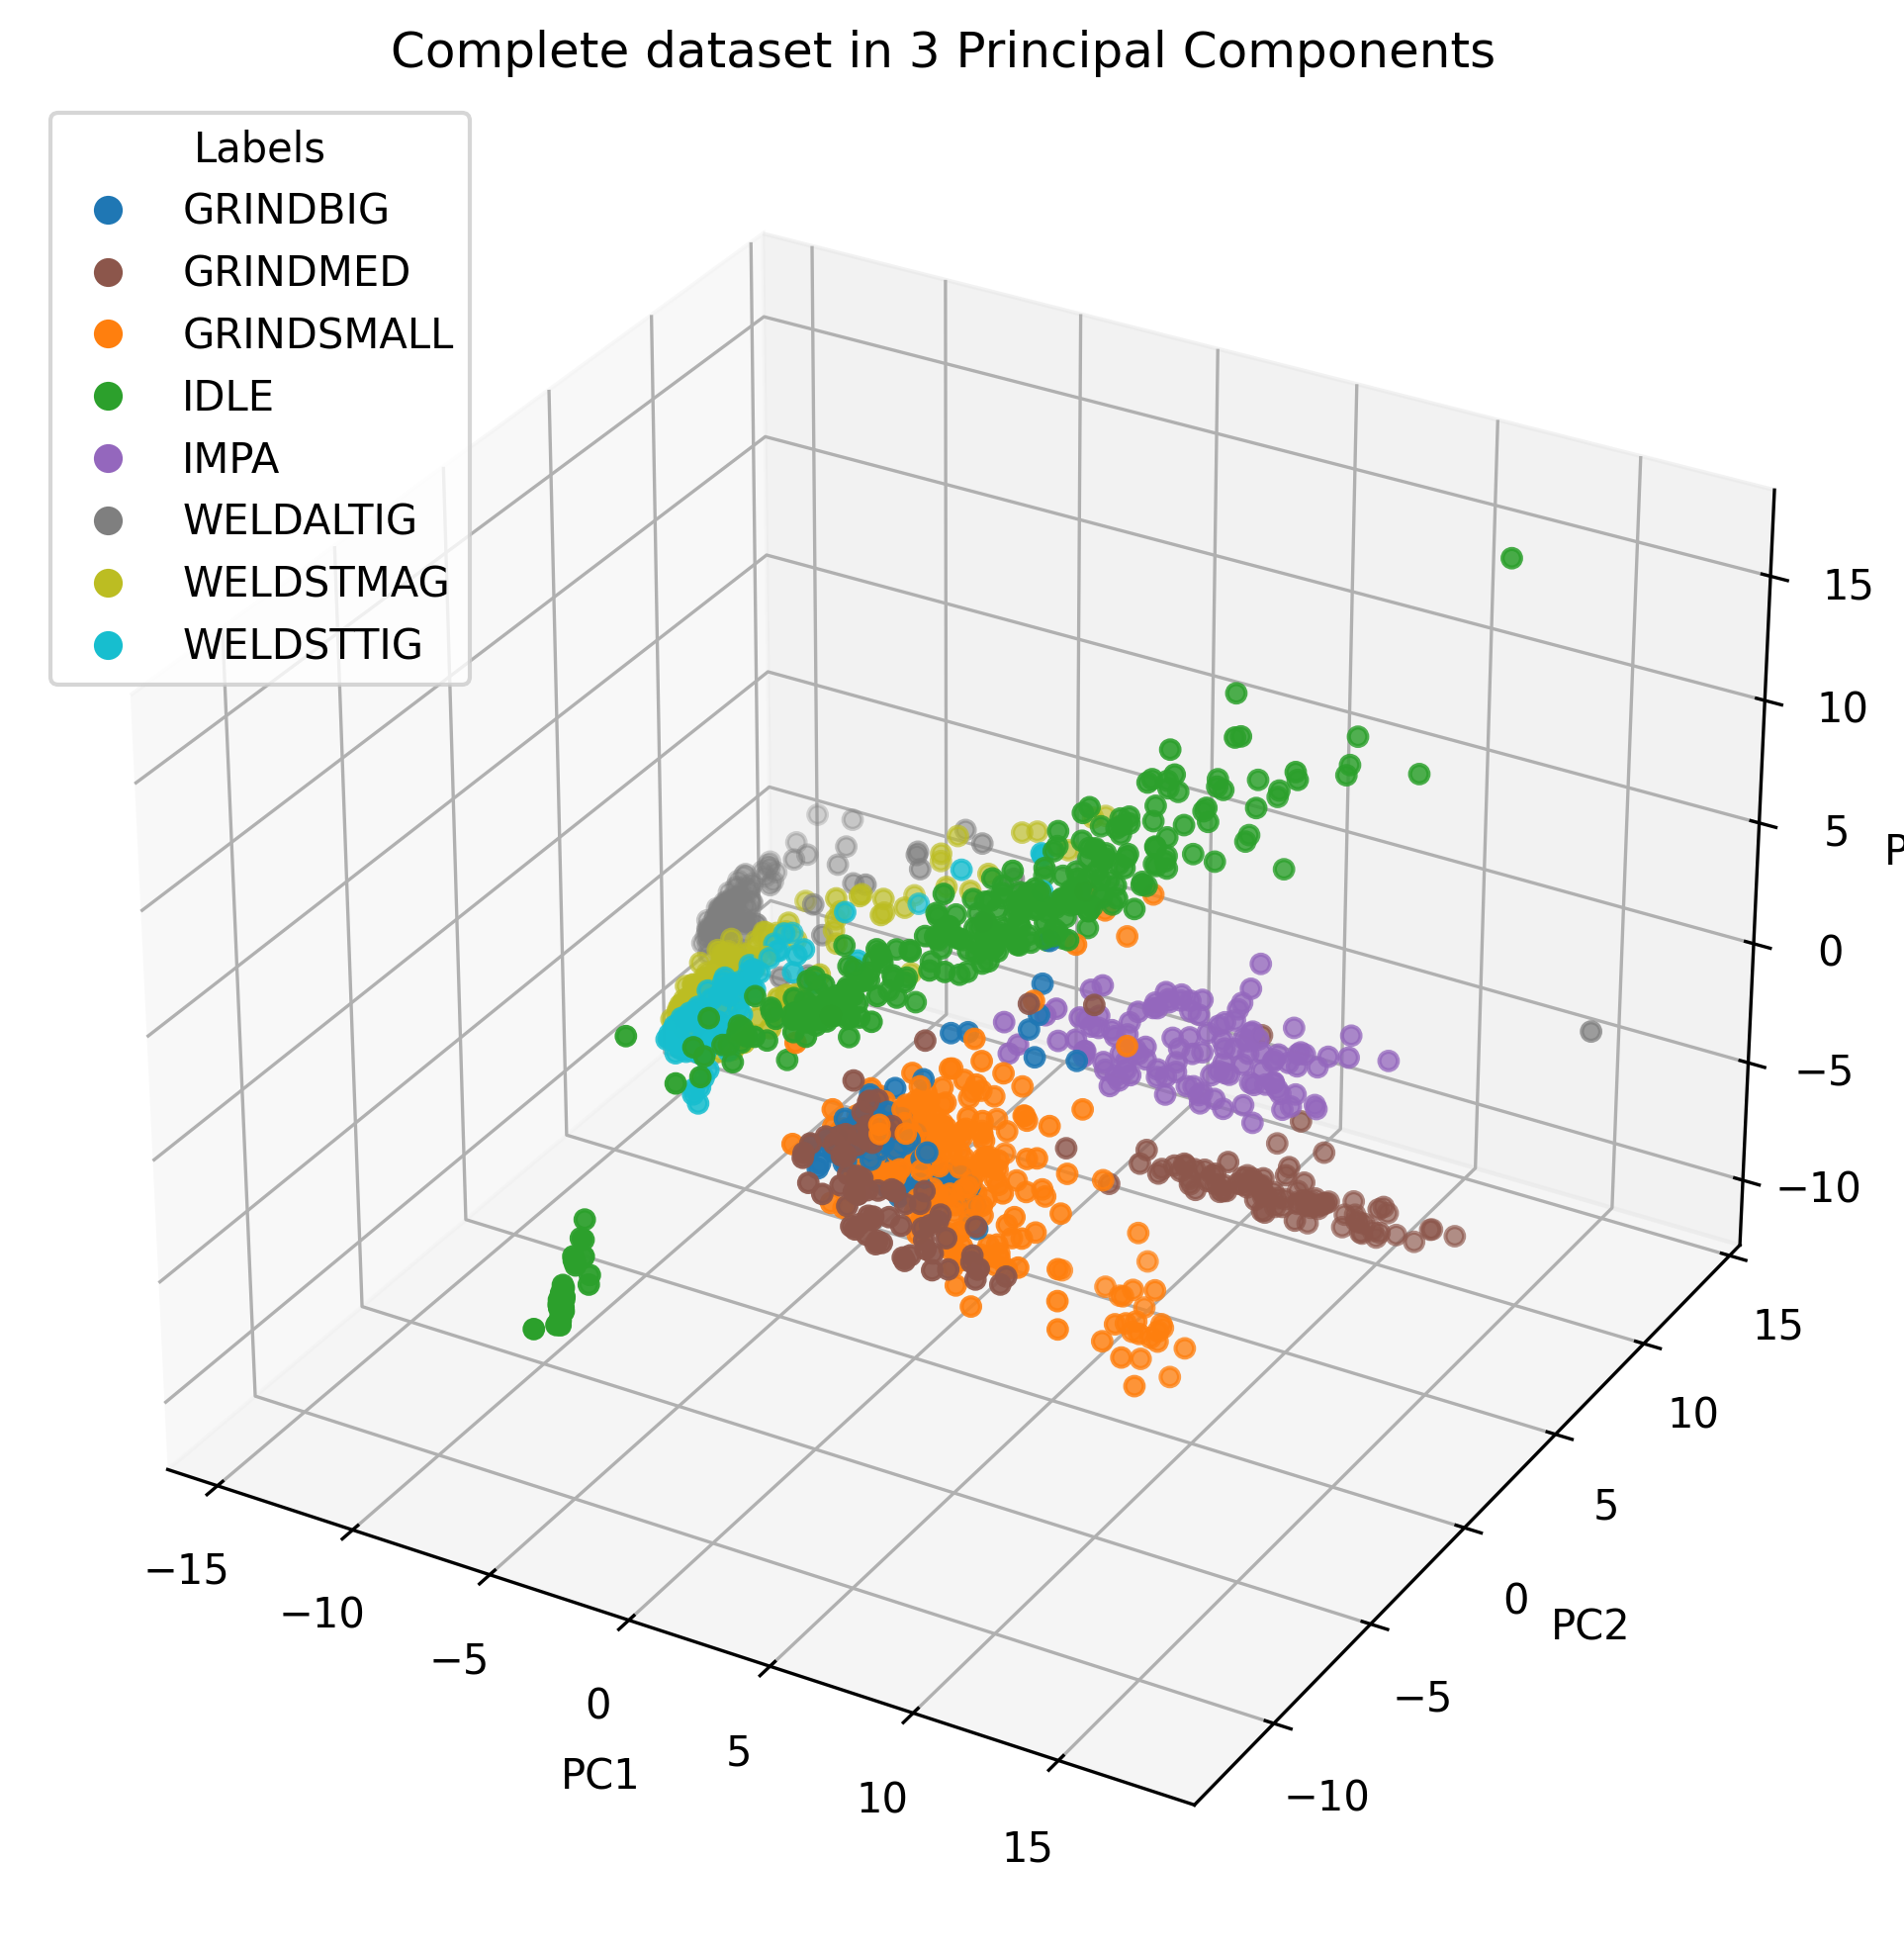 Complete dataset in 3 Principal Components
Labels
GRINDBIG
GRINDMED
GRINDSMALL
IDLE
IMPA
WELDALTIG
WELDSTMAG
WELDSTTIG
15
10
5
0
−5
−10
15
10
5
0
−5
−10
PC2
−15
−10
−5
0
5
10
15
PC1